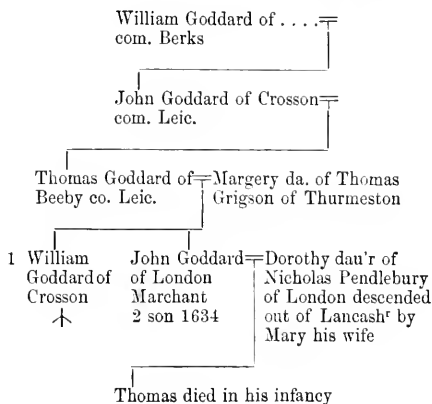 William Goddard of . . . .
com. Berks
John Goddard of Crosson
com. Leic.
Thomas Goddard of
Beeby co. Leic.
Margery da. of Thomas
Grigson of Thurmeston
1 William
Goddard of
Crosson
John Goddard
of London
Marchant
2 son 1634
Dorothy dau'r of
Nicholas Pendlebury
of London descended
out of Lancashʳ by
Mary his wife
Thomas died in his infancy